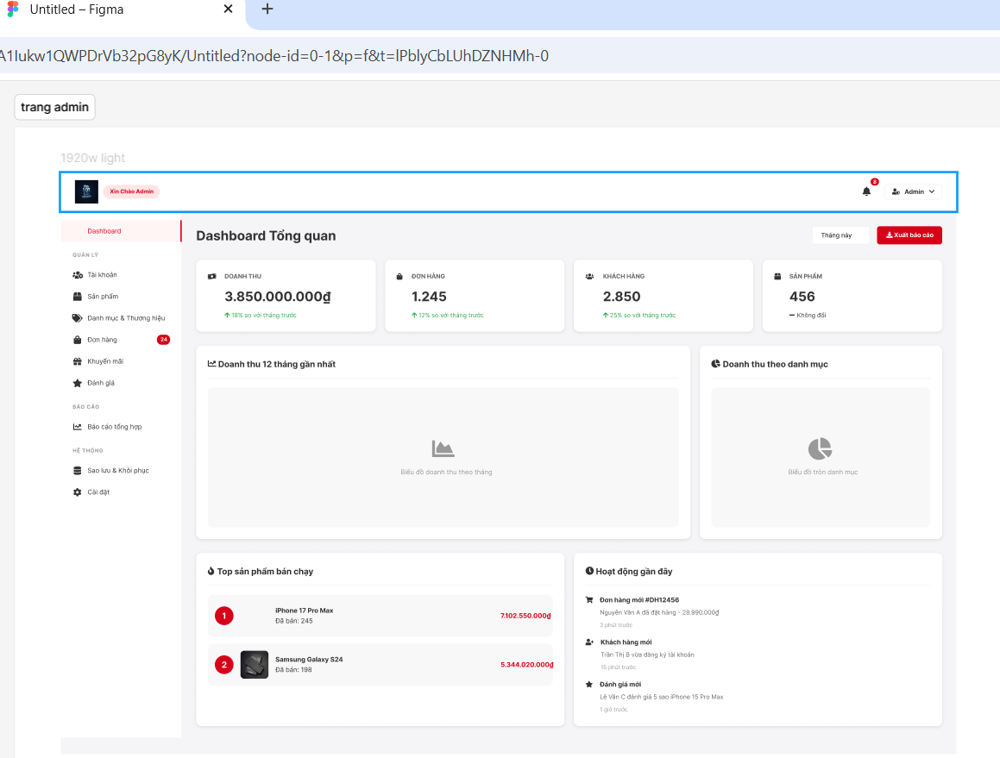 Untitled – Figma
A1Iukw1QWPDrVb32pG8yK/Untitled?node-id=0-1&p=f&t=lPblyCbLUhDZNHMh-0
trang admin
1920w light
Xin Chào Admin
8
Admin
Dashboard
QUẢN LÝ
Tài khoản
Sản phẩm
Danh mục & Thương hiệu
Đơn hàng
24
Khuyến mãi
Đánh giá
BÁO CÁO
Báo cáo tổng hợp
HỆ THỐNG
Sao lưu & Khôi phục
Cài đặt
Dashboard Tổng quan
Tháng này
Xuất báo cáo
DOANH THU
3.850.000.000₫
18% so với tháng trước
ĐƠN HÀNG
1.245
12% so với tháng trước
KHÁCH HÀNG
2.850
25% so với tháng trước
SẢN PHẨM
456
Không đổi
Doanh thu 12 tháng gần nhất
Biểu đồ doanh thu theo tháng
Doanh thu theo danh mục
Biểu đồ tròn danh mục
Top sản phẩm bán chạy
1
iPhone 17 Pro Max
Đã bán: 245
7.102.550.000₫
2
Samsung Galaxy S24
Đã bán: 198
5.344.020.000₫
Hoạt động gần đây
Đơn hàng mới #DH12456
Nguyễn Văn A đã đặt hàng - 28.990.000₫
2 phút trước
Khách hàng mới
Trần Thị B vừa đăng ký tài khoản
15 phút trước
Đánh giá mới
Lê Văn C đánh giá 5 sao iPhone 15 Pro Max
1 giờ trước